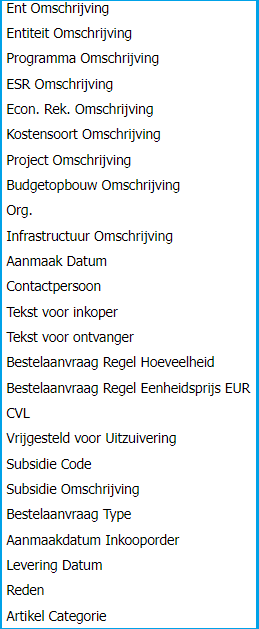 Ent Omschrijving
Entiteit Omschrijving
Programma Omschrijving
ESR Omschrijving
Econ. Rek. Omschrijving
Kostensoort Omschrijving
Project Omschrijving
Budgetopbouw Omschrijving
Org.
Infrastructuur Omschrijving
Aanmaak Datum
Contactpersoon
Tekst voor inkoper
Tekst voor ontvanger
Bestelaanvraag Regel Hoeveelheid
Bestelaanvraag Regel Eenheidsprijs EUR
CVL
Vrijgesteld voor Uitzuivering
Subsidie Code
Subsidie Omschrijving
Bestelaanvraag Type
Aanmaakdatum Inkooporder
Levering Datum
Reden
Artikel Categorie